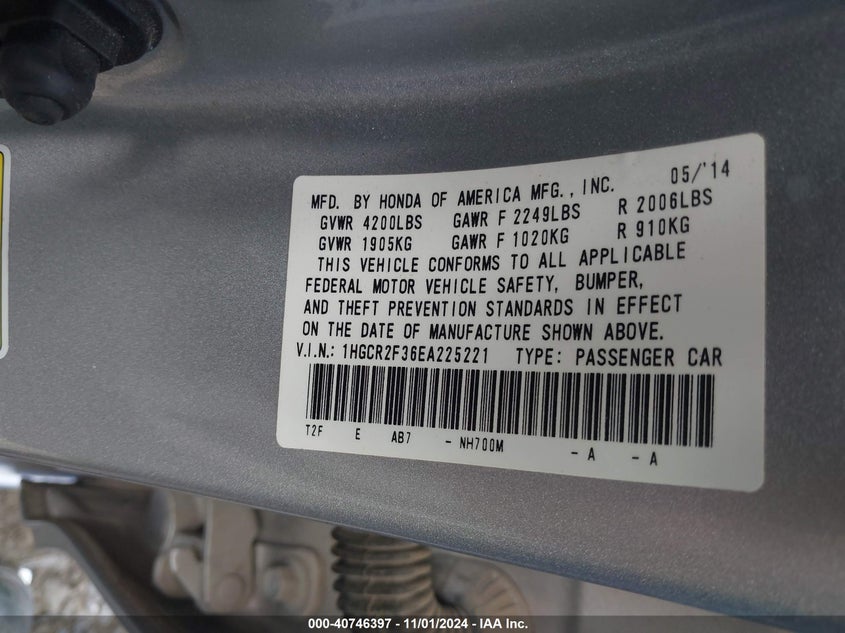 05/'14
MFD. BY HONDA OF AMERICA MFG., INC.
GVWR 4200LBS GAWR F 2249LBS R 2006LBS
GVWR 1905KG GAWR F 1020KG R 910KG
THIS VEHICLE CONFORMS TO ALL APPLICABLE
FEDERAL MOTOR VEHICLE SAFETY, BUMPER,
AND THEFT PREVENTION STANDARDS IN EFFECT
ON THE DATE OF MANUFACTURE SHOWN ABOVE.
V.I.N.: 1HGCR2F36EA225221 TYPE: PASSENGER CAR
T2F E AB7 - NH700M - A - A
000-40746397 - 11/01/2024 - IAA Inc.